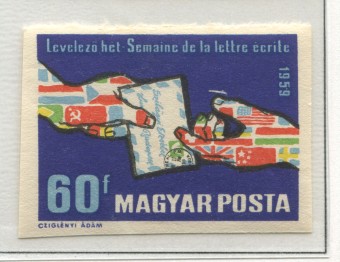 Levelező hét · Semaine de la lettre écrite
1959
60f
MAGYAR POSTA
CZIGLÉNYI ÁDÁM